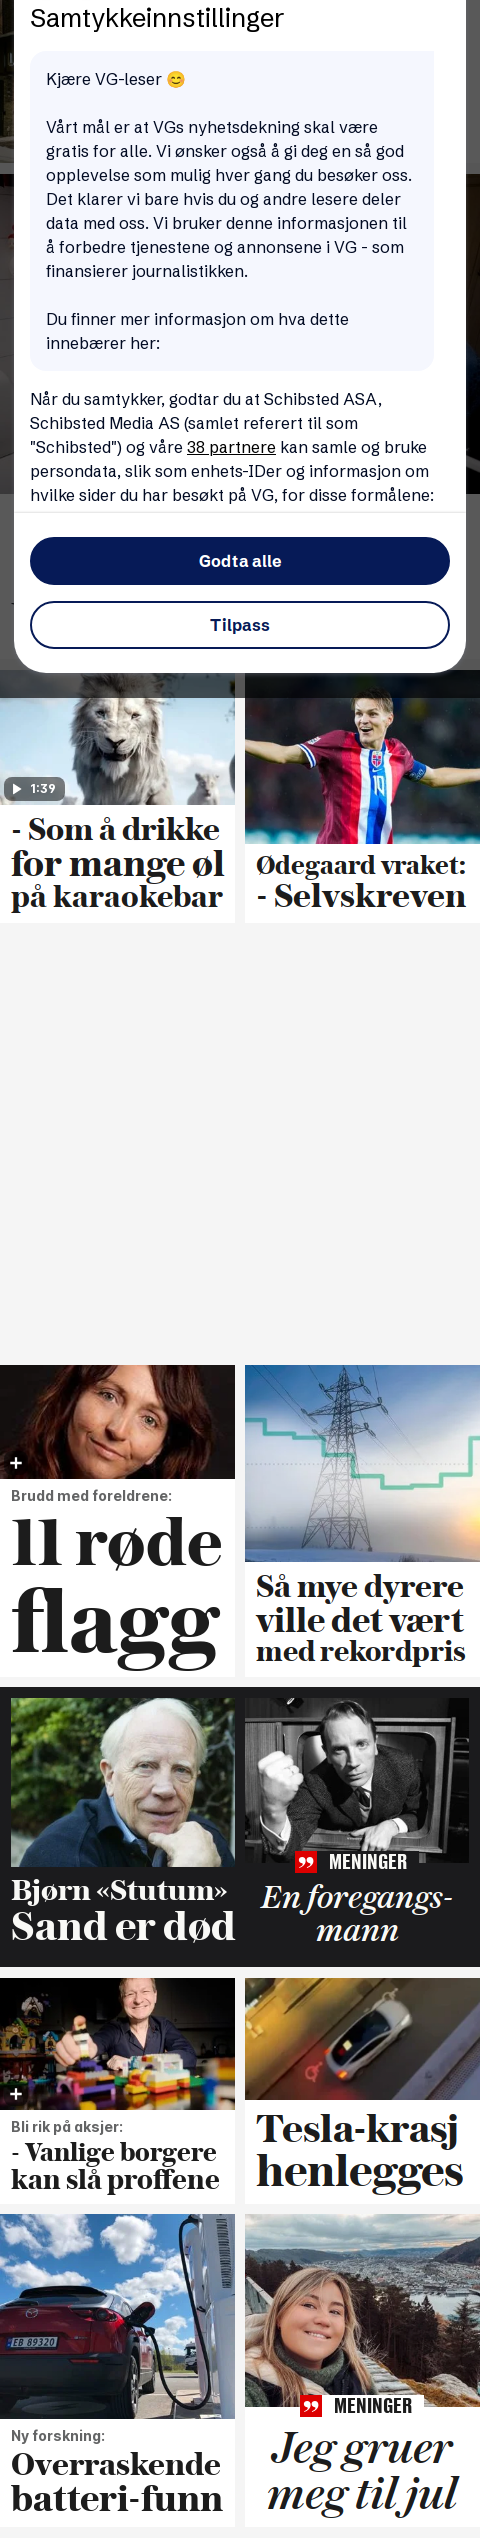 Samtykkeinnstillinger
Kjære VG-leser 😊
Vårt mål er at VGs nyhetsdekning skal være
gratis for alle. Vi ønsker også å gi deg en så god
opplevelse som mulig hver gang du besøker oss.
Det klarer vi bare hvis du og andre lesere deler
data med oss. Vi bruker denne informasjonen til
å forbedre tjenestene og annonsene i VG - som
finansierer journalistikken.
Du finner mer informasjon om hva dette
innebærer her:
Når du samtykker, godtar du at Schibsted ASA,
Schibsted Media AS (samlet referert til som
"Schibsted") og våre 38 partnere kan samle og bruke
persondata, slik som enhets-IDer og informasjon om
hvilke sider du har besøkt på VG, for disse formålene:
Godta alle
Tilpass
1:39
- Som å drikke
for mange øl
på karaokebar
Ødegaard vraket:
- Selvskreven
Brudd med foreldrene:
11 røde
flagg
Så mye dyrere
ville det vært
med rekordpris
Bjørn «Stutum»
Sand er død
MENINGER
En foregangs-
mann
Bli rik på aksjer:
- Vanlige borgere
kan slå proffene
Tesla-krasj
henlegges
EB 89320
Ny forskning:
Overraskende
batteri-funn
MENINGER
Jeg gruer
meg til jul